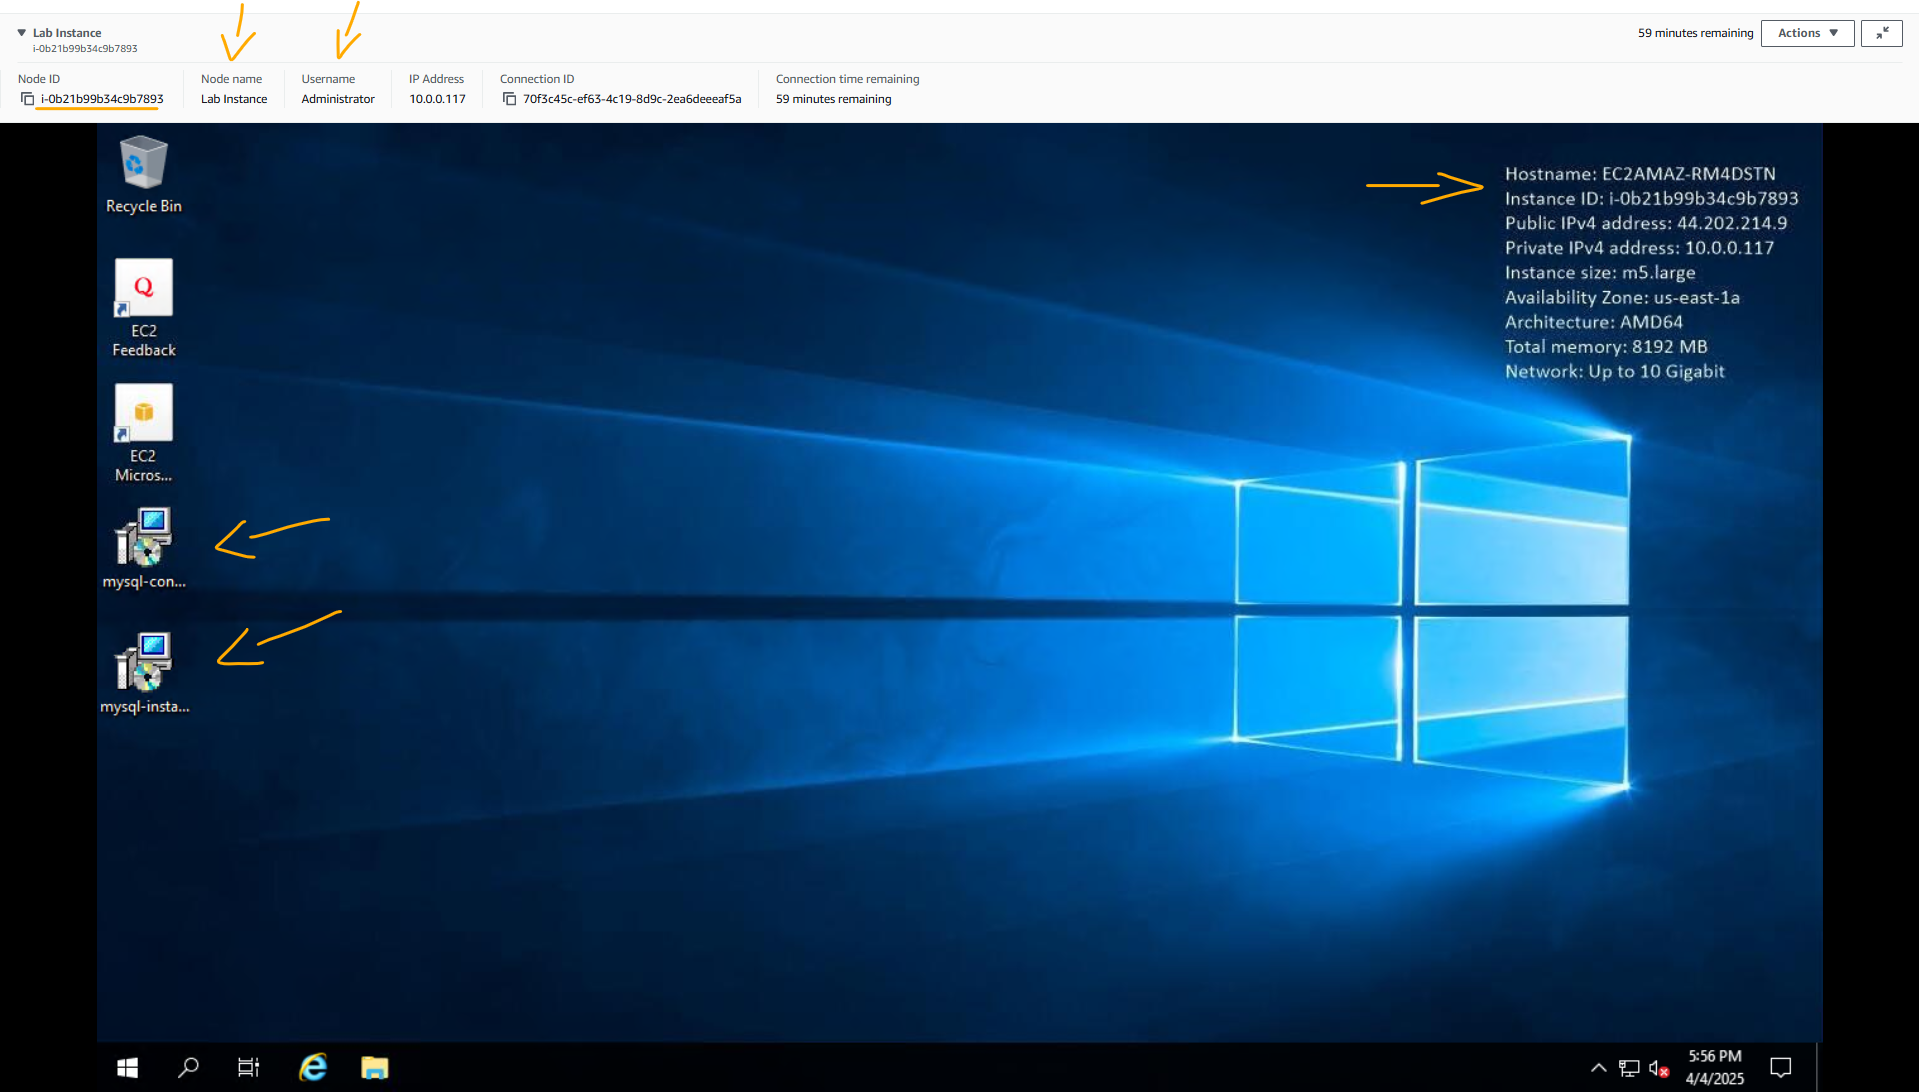 Lab Instance
i-0b21b99b34c9b7893
59 minutes remaining
Actions
Node ID
i-0b21b99b34c9b7893
Node name
Lab Instance
Username
Administrator
IP Address
10.0.0.117
Connection ID
70f3c45c-ef63-4c19-8d9c-2ea6deeeaf5a
Connection time remaining
59 minutes remaining
Recycle Bin
EC2
Feedback
EC2
Micros...
mysql-con...
mysql-insta...
Hostname: EC2AMAZ-RM4DSTN
Instance ID: i-0b21b99b34c9b7893
Public IPv4 address: 44.202.214.9
Private IPv4 address: 10.0.0.117
Instance size: m5.large
Availability Zone: us-east-1a
Architecture: AMD64
Total memory: 8192 MB
Network: Up to 10 Gigabit
5:56 PM
4/4/2025